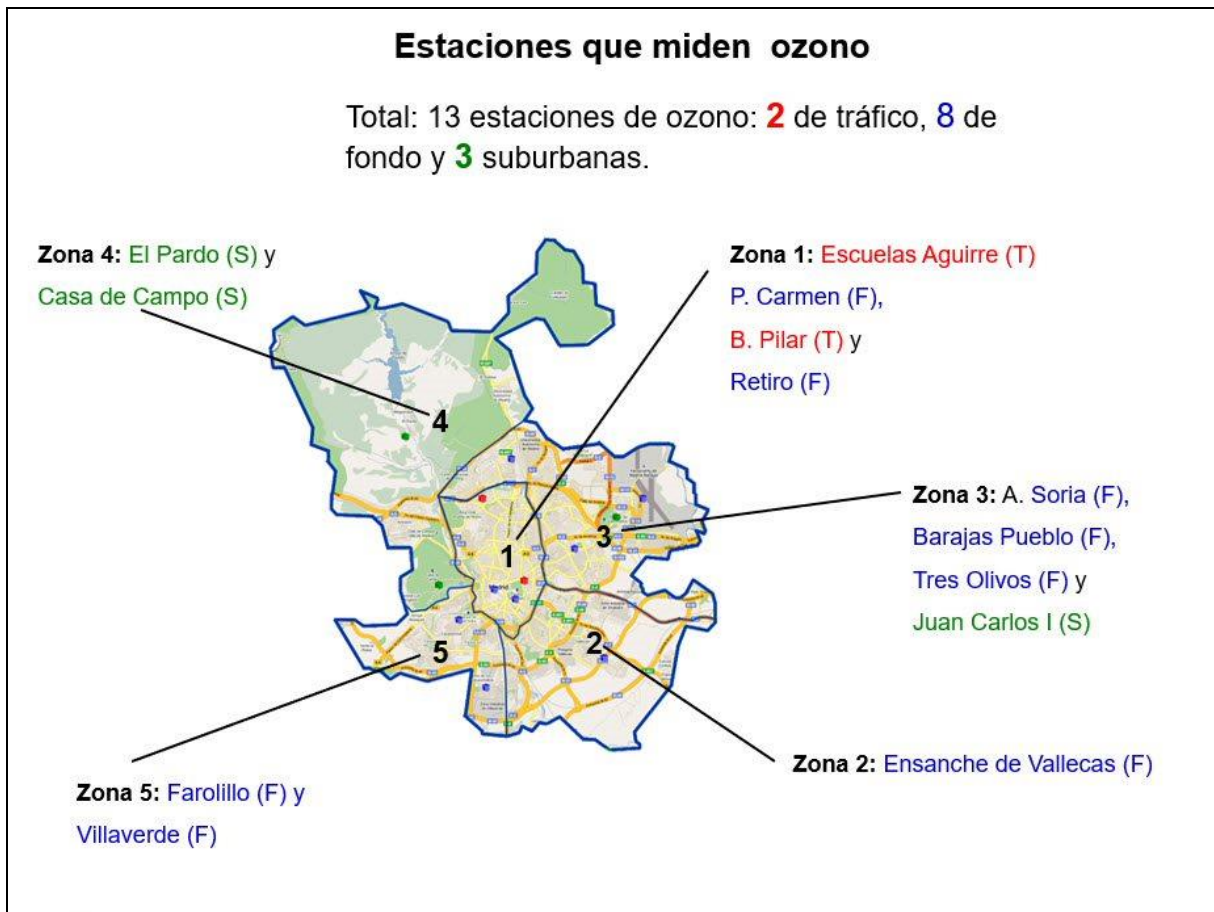 Estaciones que miden ozono
Total: 13 estaciones de ozono: 2 de tráfico, 8 de
fondo y 3 suburbanas.
Zona 4: El Pardo (S) y
Casa de Campo (S)
Zona 1: Escuelas Aguirre (T)
P. Carmen (F),
B. Pilar (T) y
Retiro (F)
4
Zona 3: A. Soria (F),
Barajas Pueblo (F),
Tres Olivos (F) y
Juan Carlos I (S)
3
1
Madrid
2
5
Zona 2: Ensanche de Vallecas (F)
Zona 5: Farolillo (F) y
Villaverde (F)